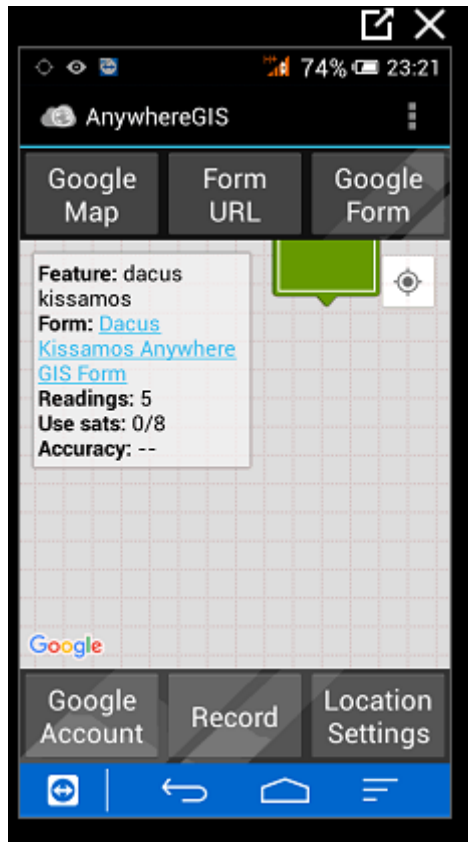 74% 23:21
AnywhereGIS
Google
Map
Form
URL
Google
Form
Feature: dacus
kissamos
Form: Dacus
Kissamos Anywhere
GIS Form
Readings: 5
Use sats: 0/8
Accuracy: --
Google
Google
Account
Record
Location
Settings